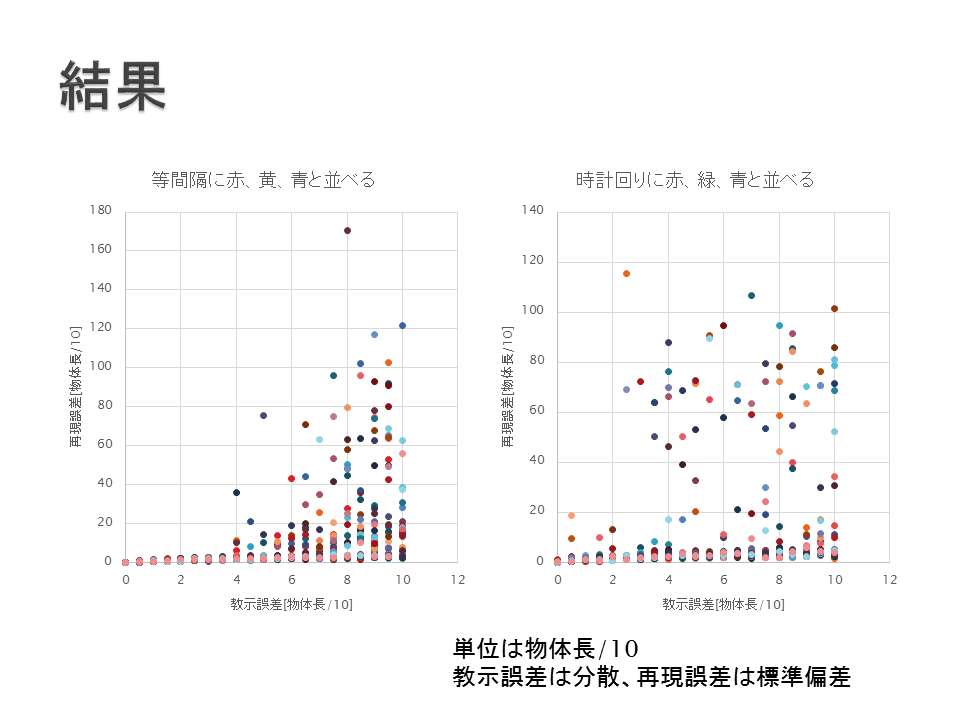 結果
等間隔に赤、黄、青と並べる
180
160
140
120
100
80
60
40
20
0
再現誤差[物体長/10]
0 2 4 6 8 10 12
教示誤差[物体長/10]
時計回りに赤、緑、青と並べる
140
120
100
80
60
40
20
0
再現誤差[物体長/10]
0 2 4 6 8 10 12
教示誤差[物体長/10]
単位は物体長/10
教示誤差は分散、再現誤差は標準偏差